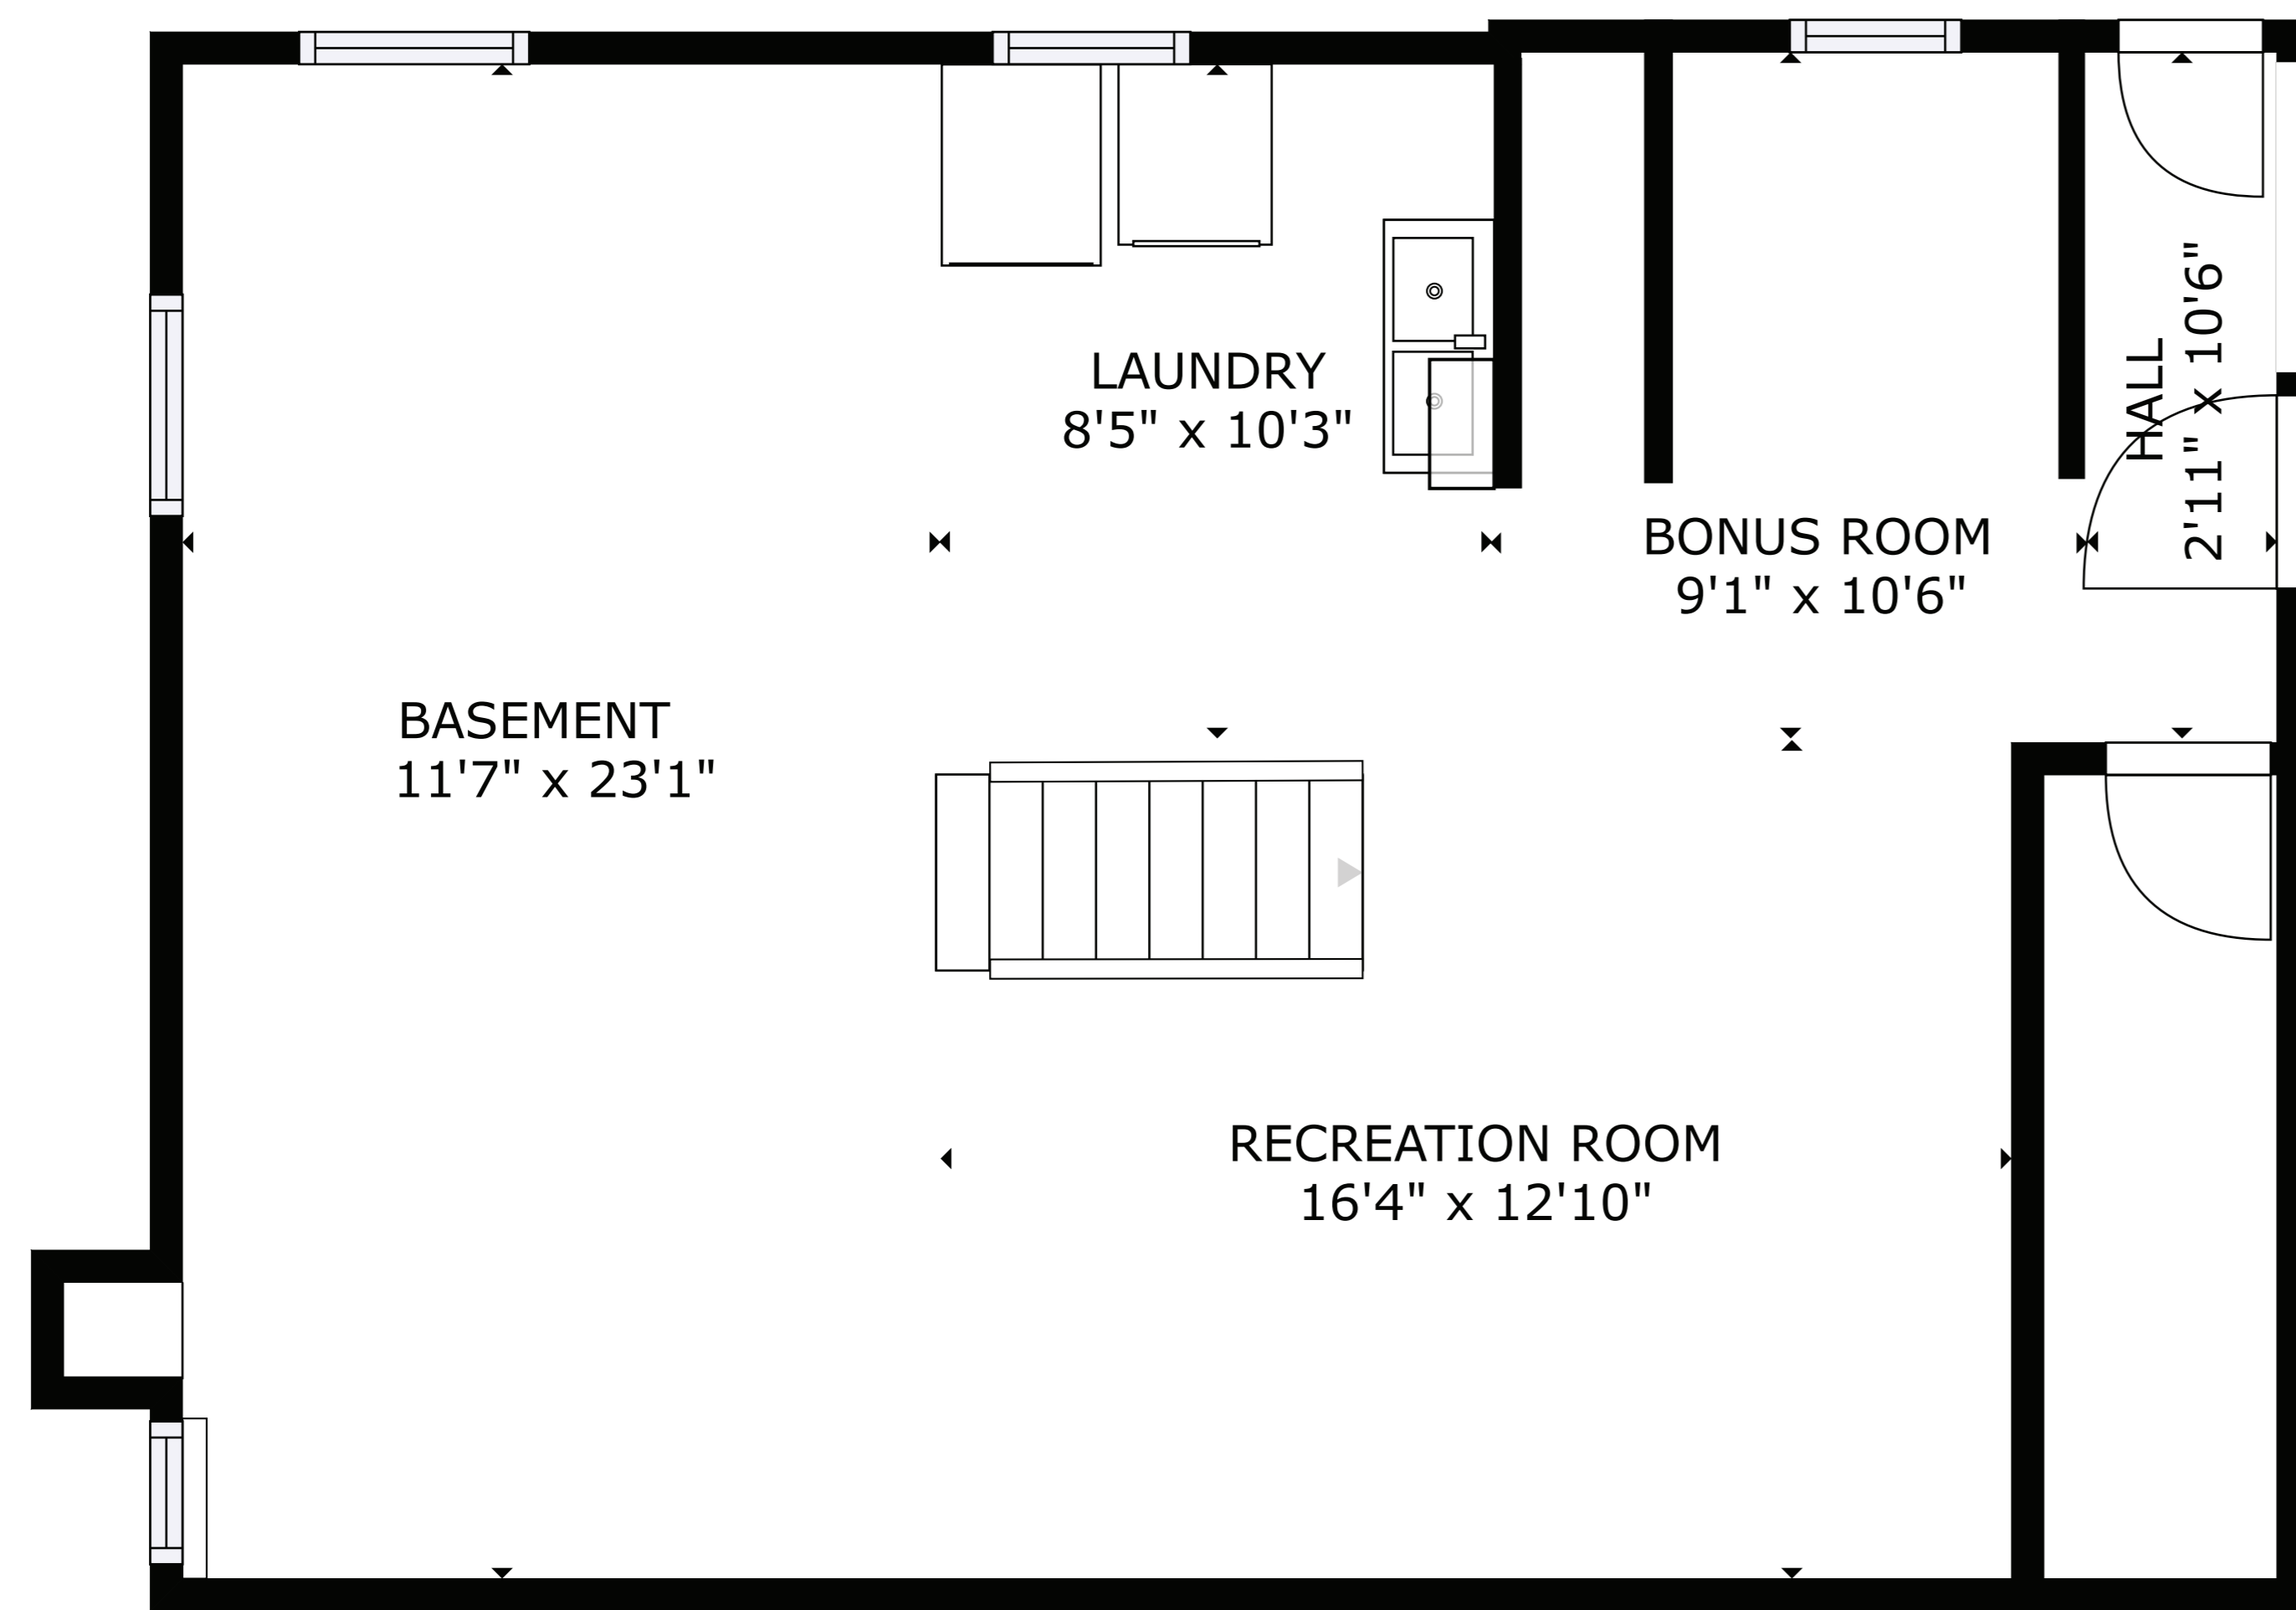 LAUNDRY
8'5" x 10'3"
HALL
2'11" x 10'6"
BONUS ROOM
9'1" x 10'6"
BASEMENT
11'7" x 23'1"
RECREATION ROOM
16'4" x 12'10"